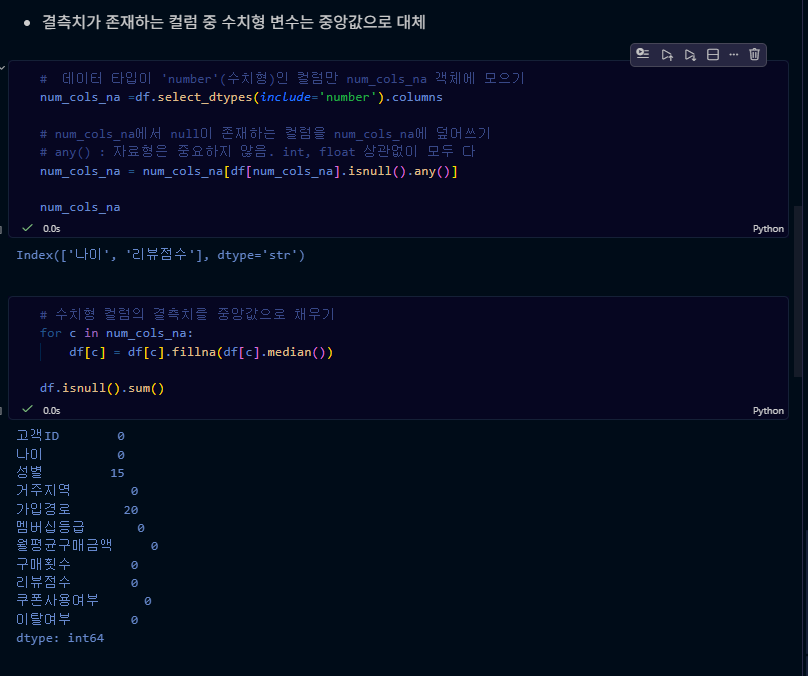 • 결측치가 존재하는 컬럼 중 수치형 변수는 중앙값으로 대체
# 데이터 타입이 'number'(수치형)인 컬럼만 num_cols_na 객체에 모으기
num_cols_na =df.select_dtypes(include='number').columns
# num_cols_na에서 null이 존재하는 컬럼을 num_cols_na에 덮어쓰기
# any() : 자료형은 중요하지 않음. int, float 상관없이 모두 다
num_cols_na = num_cols_na[df[num_cols_na].isnull().any()]
num_cols_na
0.0s
Python
Index(['나이', '리뷰점수'], dtype='str')
# 수치형 컬럼의 결측치를 중앙값으로 채우기
for c in num_cols_na:
    df[c] = df[c].fillna(df[c].median())
df.isnull().sum()
0.0s
Python
고객ID 0
나이 0
성별 15
거주지역 0
가입경로 20
멤버십등급 0
월평균구매금액 0
구매횟수 0
리뷰점수 0
쿠폰사용여부 0
이탈여부 0
dtype: int64